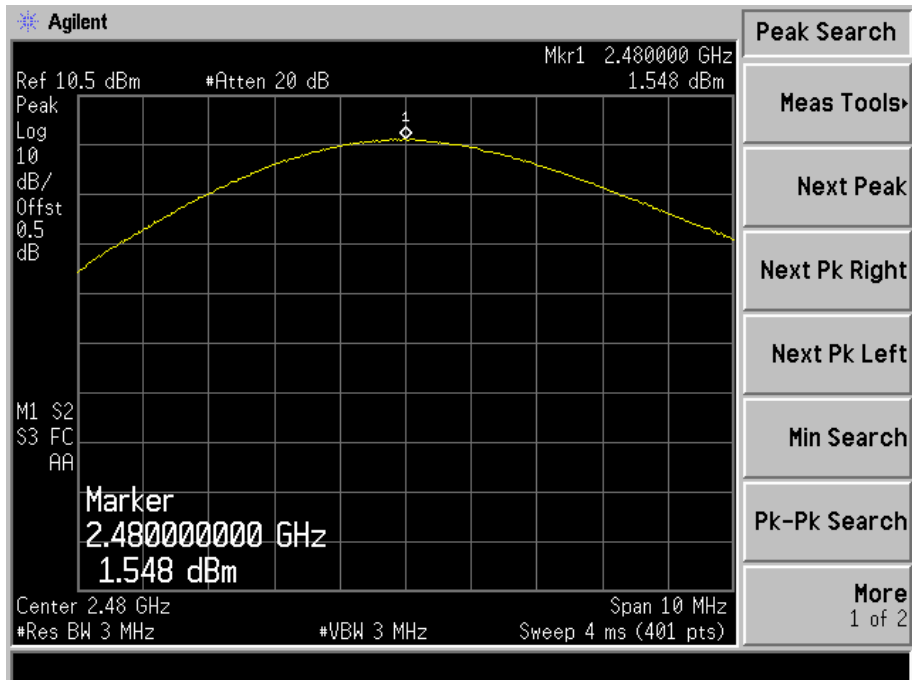 Agilent
Peak Search
Mkr1 2.480000 GHz
Ref 10.5 dBm #Atten 20 dB 1.548 dBm
Peak
Log
10
dB/
Offst
0.5
dB
1
M1 S2
S3 FC
AA
Marker
2.480000000 GHz
1.548 dBm
Center 2.48 GHz Span 10 MHz
#Res BW 3 MHz #VBW 3 MHz Sweep 4 ms (401 pts)
Meas Tools
Next Peak
Next Pk Right
Next Pk Left
Min Search
Pk-Pk Search
More
1 of 2